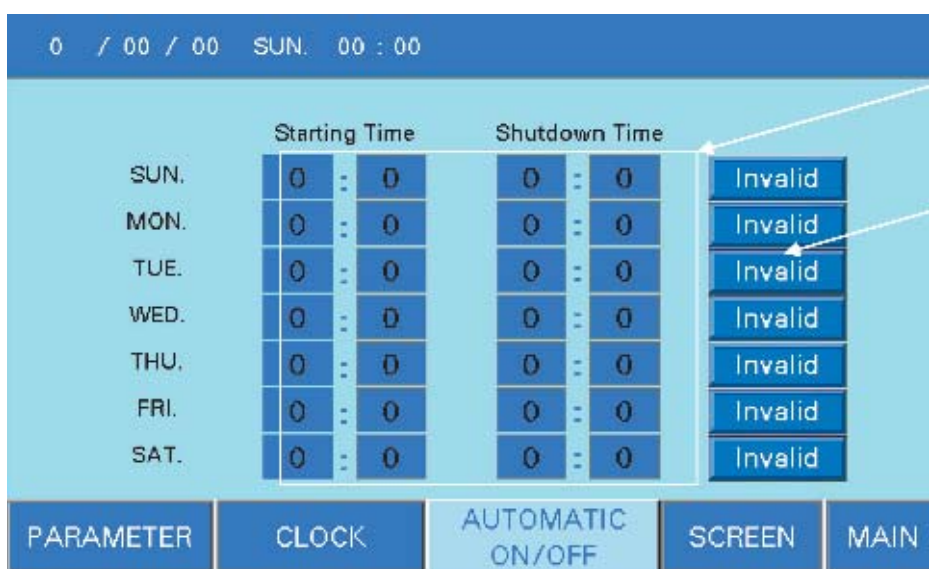 0 / 00 / 00 SUN. 00 : 00
Starting Time Shutdown Time
SUN. 0 : 0 0 : 0 Invalid
MON. 0 : 0 0 : 0 Invalid
TUE. 0 : 0 0 : 0 Invalid
WED. 0 : 0 0 : 0 Invalid
THU. 0 : 0 0 : 0 Invalid
FRI. 0 : 0 0 : 0 Invalid
SAT. 0 : 0 0 : 0 Invalid
PARAMETER CLOCK AUTOMATIC ON/OFF SCREEN MAIN